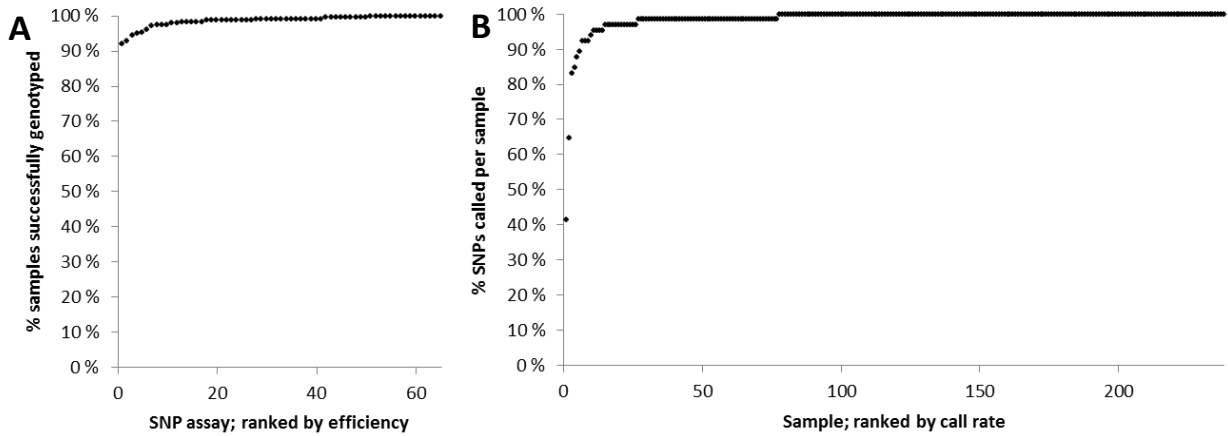 A
% samples successfully genotyped
100 %
90 %
80 %
70 %
60 %
50 %
40 %
30 %
20 %
10 %
0 %
0 20 40 60
SNP assay; ranked by efficiency
B
% SNPs called per sample
100 %
90 %
80 %
70 %
60 %
50 %
40 %
30 %
20 %
10 %
0 %
0 50 100 150 200
Sample; ranked by call rate